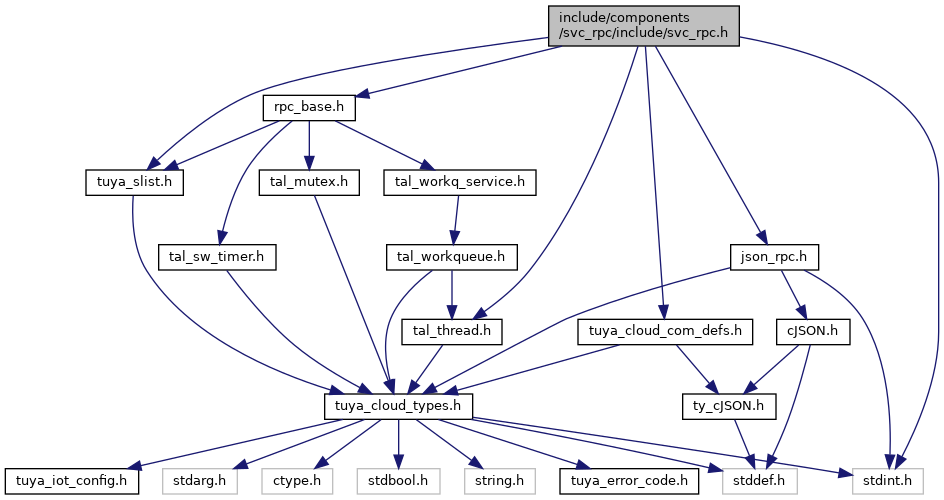 include/components
/svc_rpc/include/svc_rpc.h
rpc_base.h
tuya_slist.h
tal_mutex.h
tal_workq_service.h
tal_sw_timer.h
tal_workqueue.h
json_rpc.h
tal_thread.h
tuya_cloud_com_defs.h
cJSON.h
tuya_cloud_types.h
ty_cJSON.h
tuya_iot_config.h
stdarg.h
ctype.h
stdbool.h
string.h
tuya_error_code.h
stddef.h
stdint.h